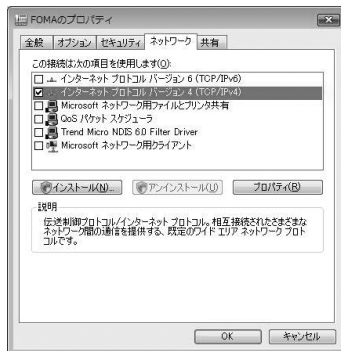 FOMAのプロパティ
全般 オプション セキュリティ ネットワーク 共有
この接続は次の項目を使用します(O):
インターネット プロトコル バージョン 6 (TCP/IPv6)
インターネット プロトコル バージョン 4 (TCP/IPv4)
Microsoft ネットワーク用ファイルとプリンタ共有
QoS パケット スケジューラ
Trend Micro NDIS 6.0 Filter Driver
Microsoft ネットワーク用クライアント
インストール(N)... アンインストール(U) プロパティ(R)
説明
伝送制御プロトコル/インターネット プロトコル。相互接続されたさまざまな
ネットワーク間の通信を提供する、既定のワイド エリア ネットワーク プロト
コルです。
OK キャンセル